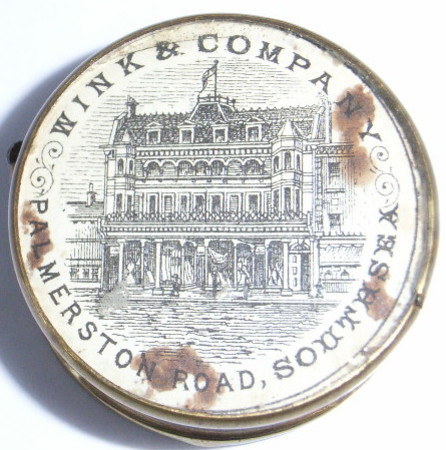 WINK & COMPANY
PALMERSTON ROAD, SOUTHSEA